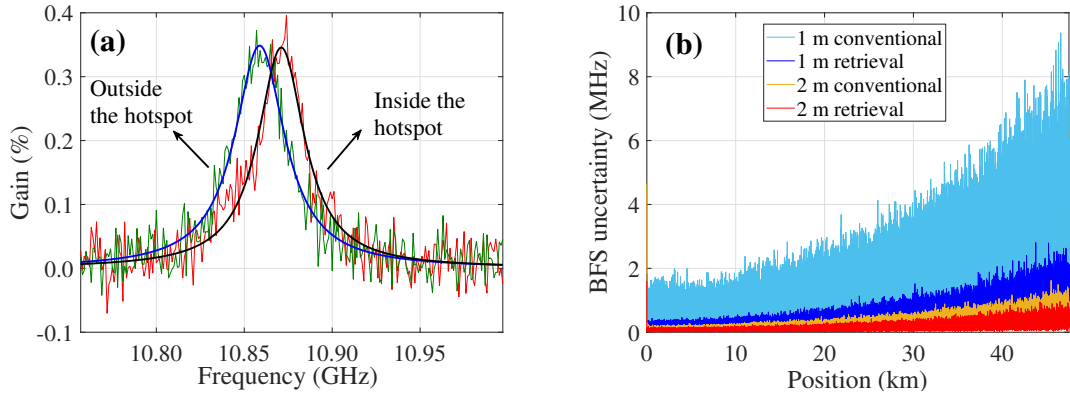 (a)
Outside
the hotspot
Inside the
hotspot
0.4
0.3
0.2
0.1
0.0
-0.1
Gain (%)
10.80
10.85
10.90
10.95
Frequency (GHz)
(b)
1 m conventional
1 m retrieval
2 m conventional
2 m retrieval
10
8
6
4
2
0
BFS uncertainty (MHz)
0
10
20
30
40
Position (km)